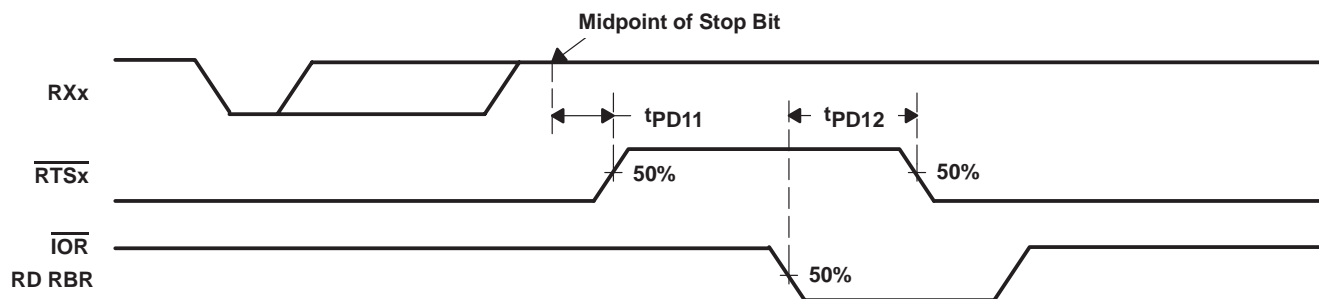 Midpoint of Stop Bit
RXx
tPD11
tPD12
RTSx
50%
50%
IOR
RD RBR
50%